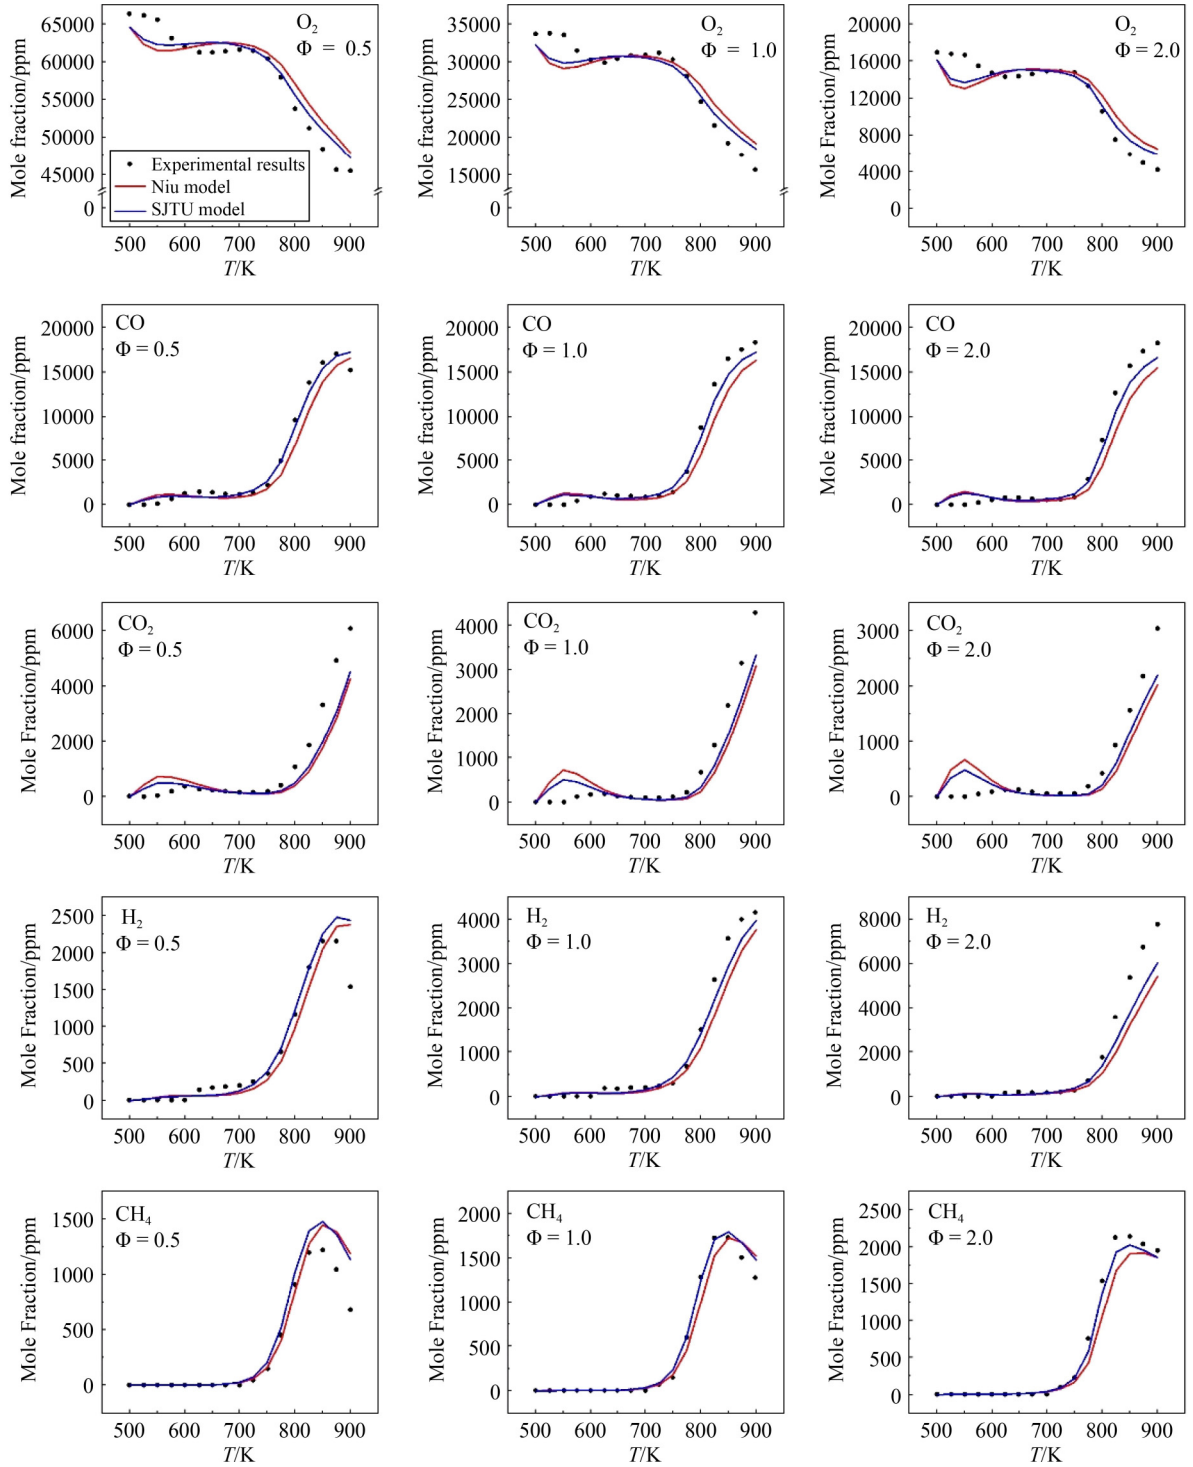 Mole fraction/ppm
65000
60000
55000
50000
45000
0
O2
Φ = 0.5
Experimental results
Niu model
SJTU model
500 600 700 800 900
T/K
Mole fraction/ppm
35000
30000
25000
20000
15000
0
O2
Φ = 1.0
500 600 700 800 900
T/K
Mole Fraction/ppm
20000
16000
12000
8000
4000
0
O2
Φ = 2.0
500 600 700 800 900
T/K
Mole fraction/ppm
20000
15000
10000
5000
0
CO
Φ = 0.5
500 600 700 800 900
T/K
Mole fraction/ppm
20000
15000
10000
5000
0
CO
Φ = 1.0
500 600 700 800 900
T/K
Mole fraction/ppm
20000
15000
10000
5000
0
CO
Φ = 2.0
500 600 700 800 900
T/K
Mole Fraction/ppm
6000
4000
2000
0
CO2
Φ = 0.5
500 600 700 800 900
T/K
Mole Fraction/ppm
4000
3000
2000
1000
0
CO2
Φ = 1.0
500 600 700 800 900
T/K
Mole Fraction/ppm
3000
2000
1000
0
CO2
Φ = 2.0
500 600 700 800 900
T/K
Mole Fraction/ppm
2500
2000
1500
1000
500
0
H2
Φ = 0.5
500 600 700 800 900
T/K
Mole Fraction/ppm
4000
3000
2000
1000
0
H2
Φ = 1.0
500 600 700 800 900
T/K
Mole Fraction/ppm
8000
6000
4000
2000
0
H2
Φ = 2.0
500 600 700 800 900
T/K
Mole Fraction/ppm
1500
1000
500
0
CH4
Φ = 0.5
500 600 700 800 900
T/K
Mole Fraction/ppm
2000
1500
1000
500
0
CH4
Φ = 1.0
500 600 700 800 900
T/K
Mole Fraction/ppm
2500
2000
1500
1000
500
0
CH4
Φ = 2.0
500 600 700 800 900
T/K